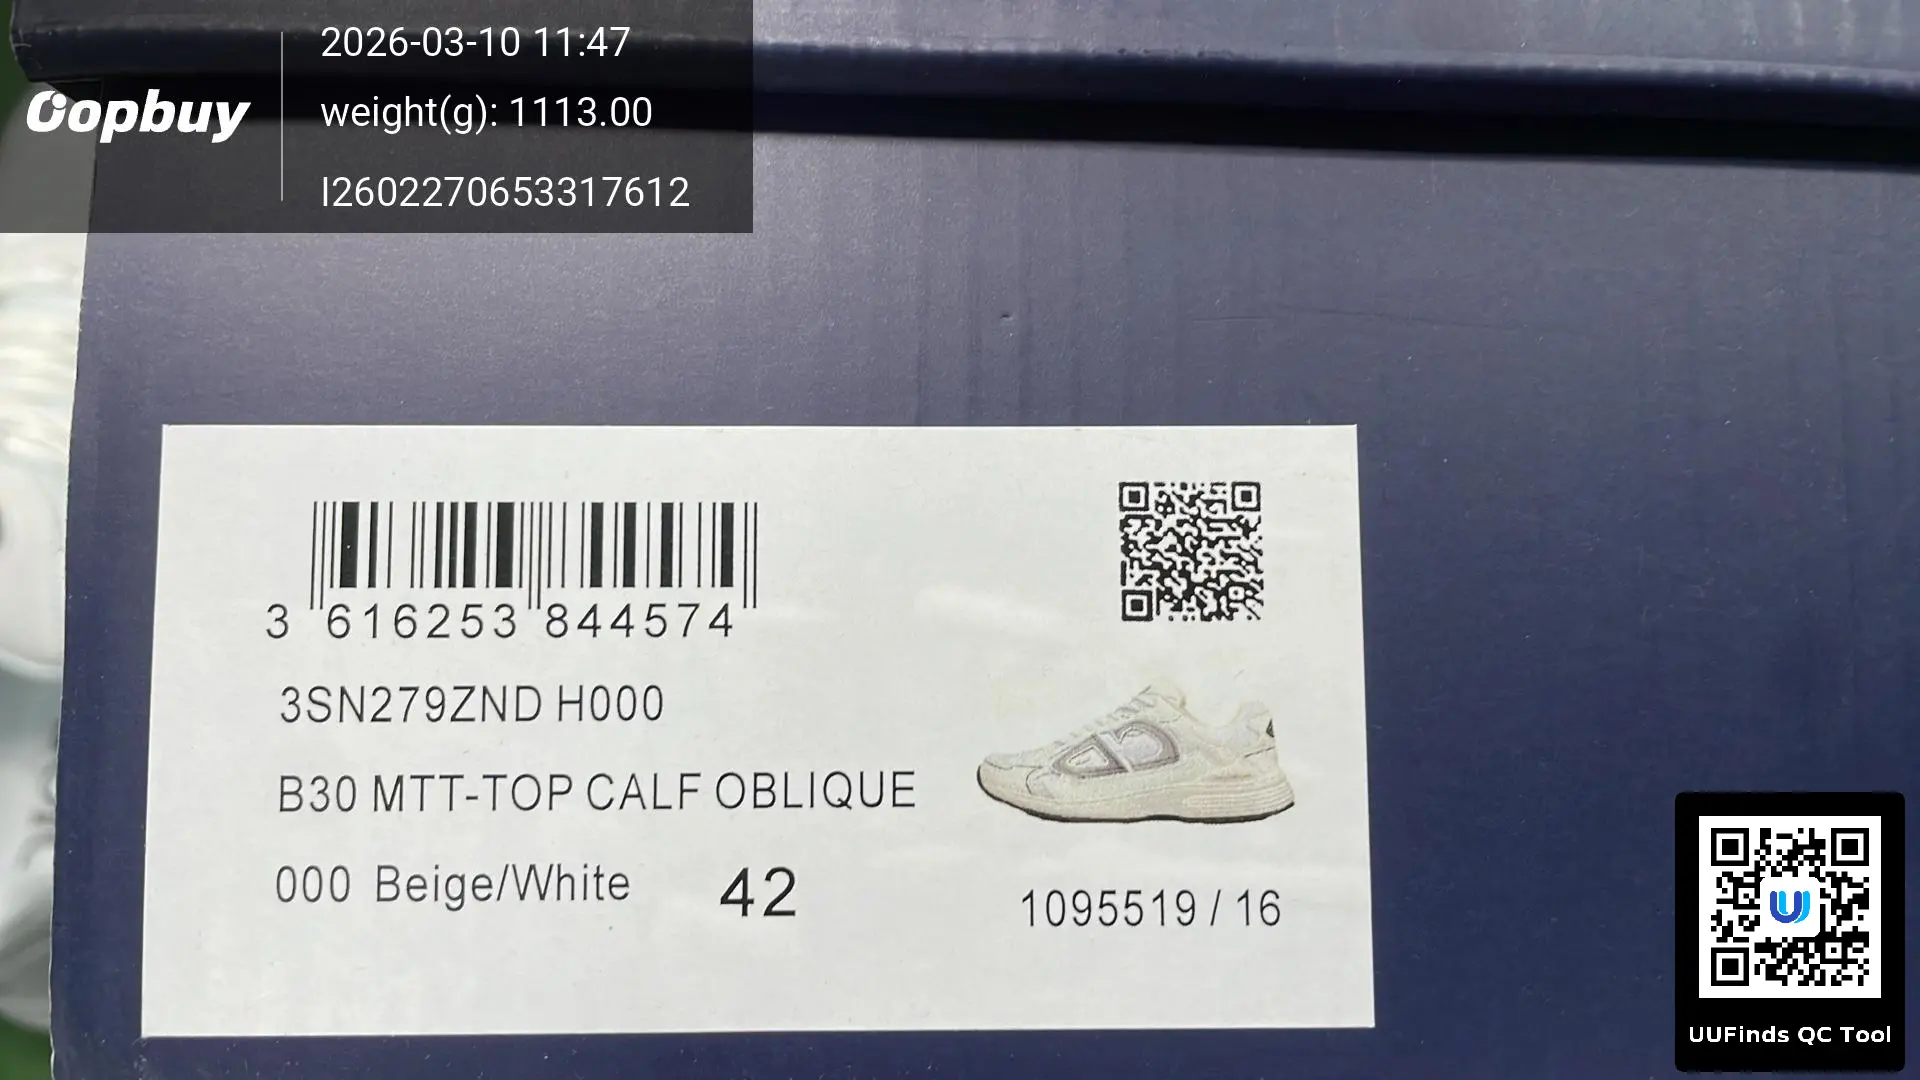 Oopbuy
2026-03-10 11:47
weight(g): 1113.00
I2602270653317612
3 616253 844574
3SN279ZND H000
B30 MTT-TOP CALF OBLIQUE
000 Beige/White 42
1095519 / 16
UUFinds QC Tool